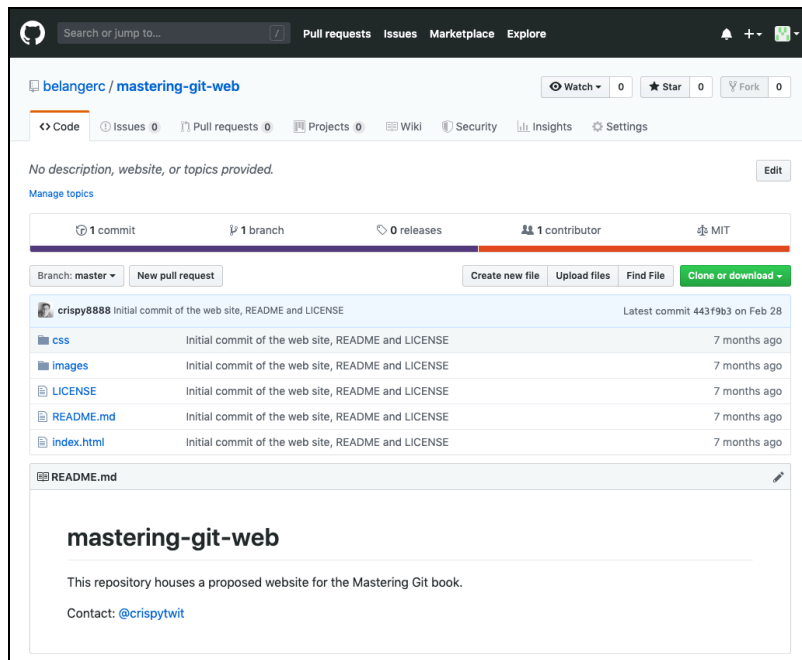 Search or jump to... / Pull requests Issues Marketplace Explore
belangerc / mastering-git-web Watch 0 Star 0 Fork 0
<> Code Issues 0 Pull requests 0 Projects 0 Wiki Security Insights Settings
No description, website, or topics provided. Edit
Manage topics
1 commit 1 branch 0 releases 1 contributor MIT
Branch: master New pull request Create new file Upload files Find File Clone or download
crispy8888 Initial commit of the web site, README and LICENSE Latest commit 443f9b3 on Feb 28
css Initial commit of the web site, README and LICENSE 7 months ago
images Initial commit of the web site, README and LICENSE 7 months ago
LICENSE Initial commit of the web site, README and LICENSE 7 months ago
README.md Initial commit of the web site, README and LICENSE 7 months ago
index.html Initial commit of the web site, README and LICENSE 7 months ago
README.md
mastering-git-web
This repository houses a proposed website for the Mastering Git book.
Contact: @crispytwit